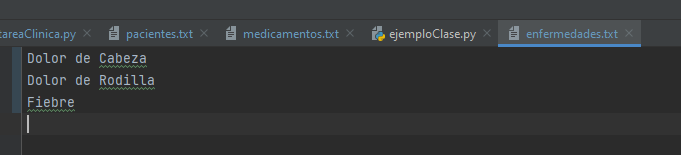 tareaClinica.py pacientes.txt medicamentos.txt ejemploClase.py enfermedades.txt
Dolor de Cabeza
Dolor de Rodilla
Fiebre